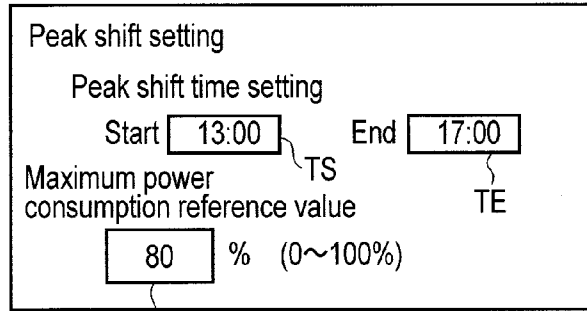 Peak shift setting
Peak shift time setting
Start 13:00 End 17:00
TS
TE
Maximum power
consumption reference value
80 % (0~100%)